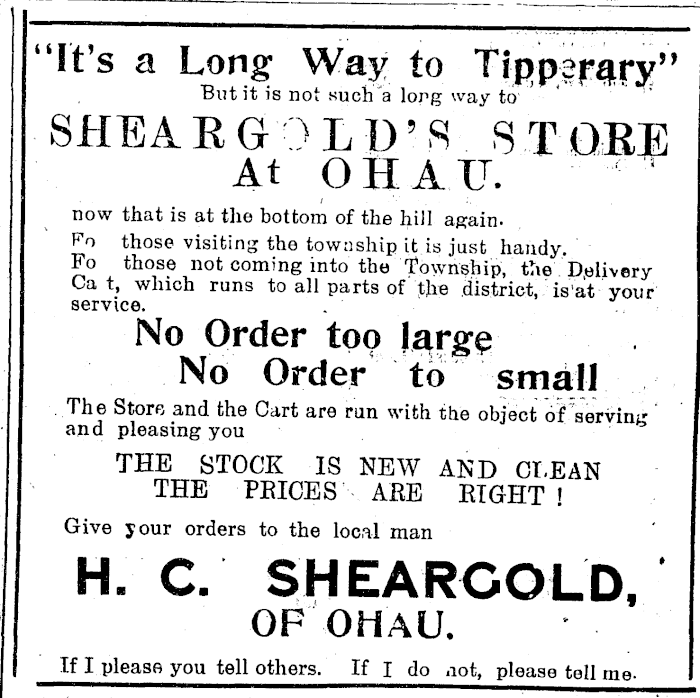 "It's a Long Way to Tipperary"
But it is not such a long way to
SHEARGOLD'S STORE
At OHAU.
now that is at the bottom of the hill again.
Fo those visiting the township it is just handy.
Fo those not coming into the Township, the Delivery
Ca t, which runs to all parts of the district, is at your
service.
No Order too large
No Order to small
The Store and the Cart are run with the object of serving
and pleasing you
THE STOCK IS NEW AND CLEAN
THE PRICES ARE RIGHT!
Give your orders to the local man
H. C. SHEARGOLD,
OF OHAU.
If I please you tell others. If I do not, please tell me.